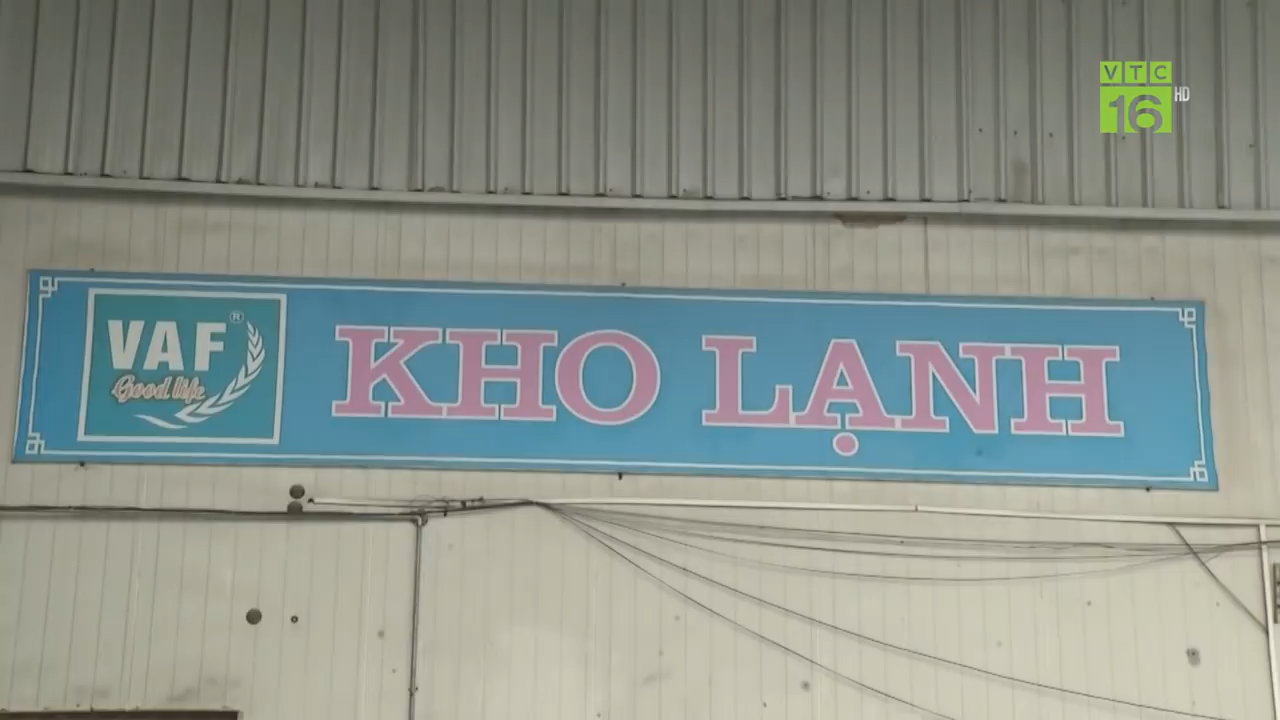 VTC
16 HD
VAF®
Good life
KHO LẠNH